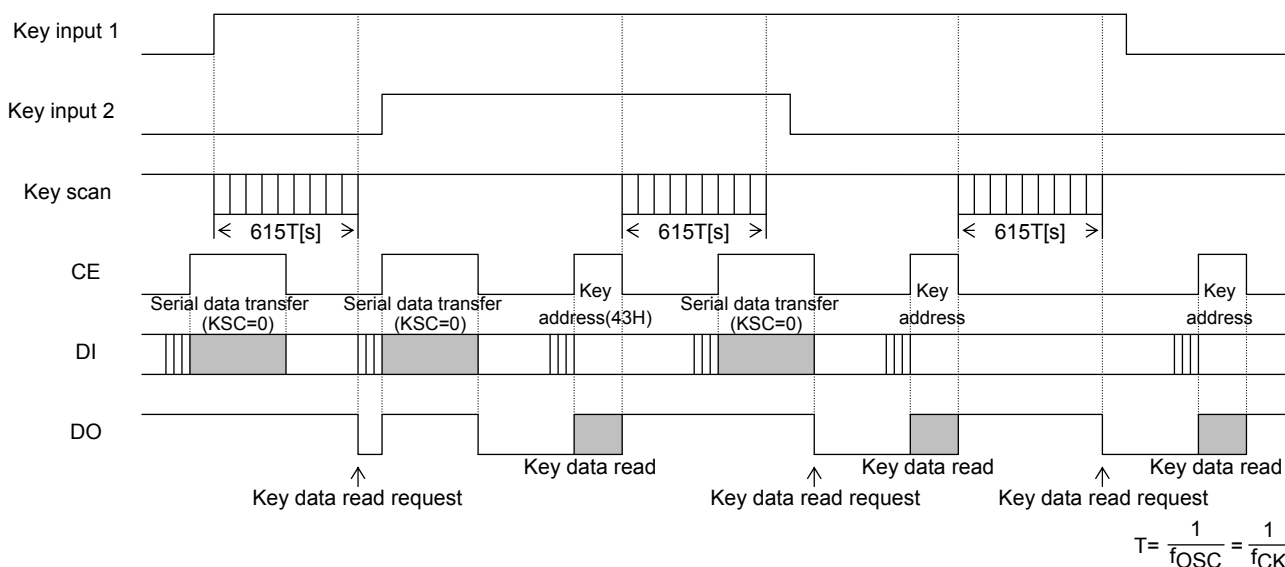 Key input 1
Key input 2
Key scan
615T[s]
615T[s]
615T[s]
CE
Serial data transfer
(KSC=0)
Serial data transfer
(KSC=0)
Key
address(43H)
Serial data transfer
(KSC=0)
Key
address
Key
address
DI
DO
Key data read
Key data read
Key data read
Key data read request
Key data read request
Key data read request
T= 1/fOSC = 1/fCK